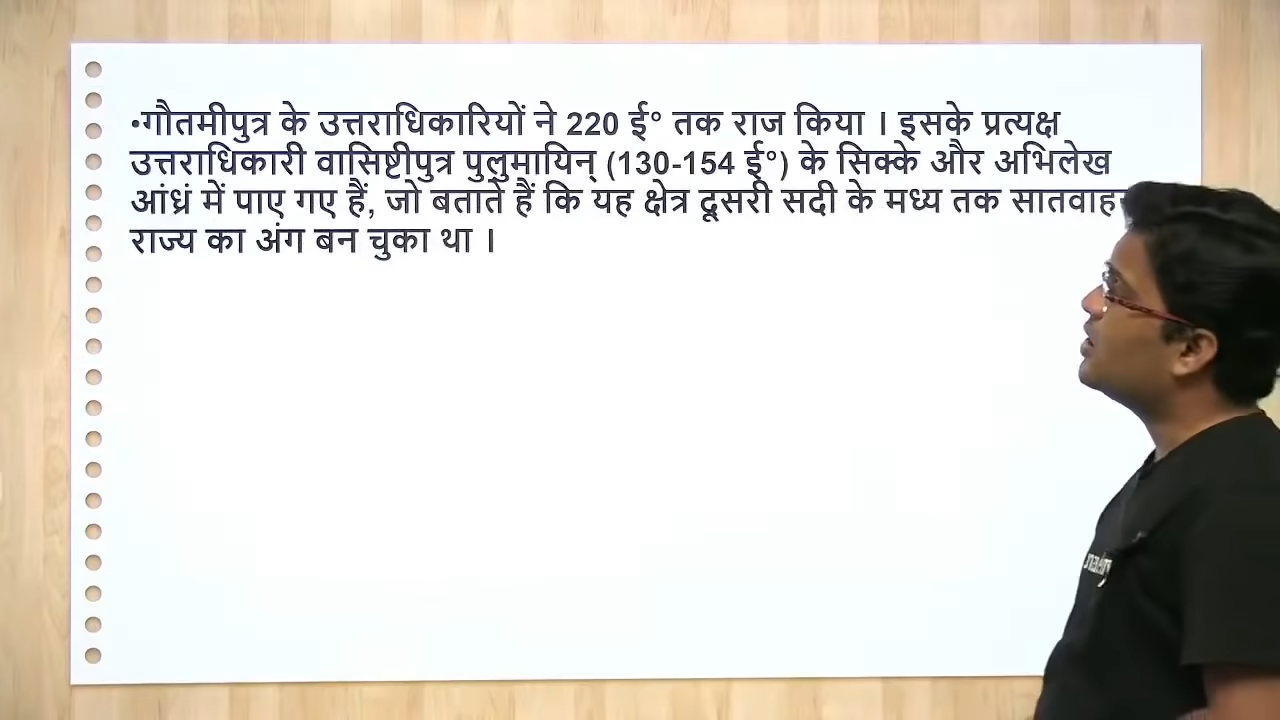 •गौतमीपुत्र के उत्तराधिकारियों ने 220 ई° तक राज किया । इसके प्रत्यक्ष
उत्तराधिकारी वासिष्टीपुत्र पुलुमायिन् (130-154 ई°) के सिक्के और अभिलेख
आंध्रं में पाए गए हैं, जो बताते हैं कि यह क्षेत्र दूसरी सदी के मध्य तक
राज्य का अंग बन चुका था ।